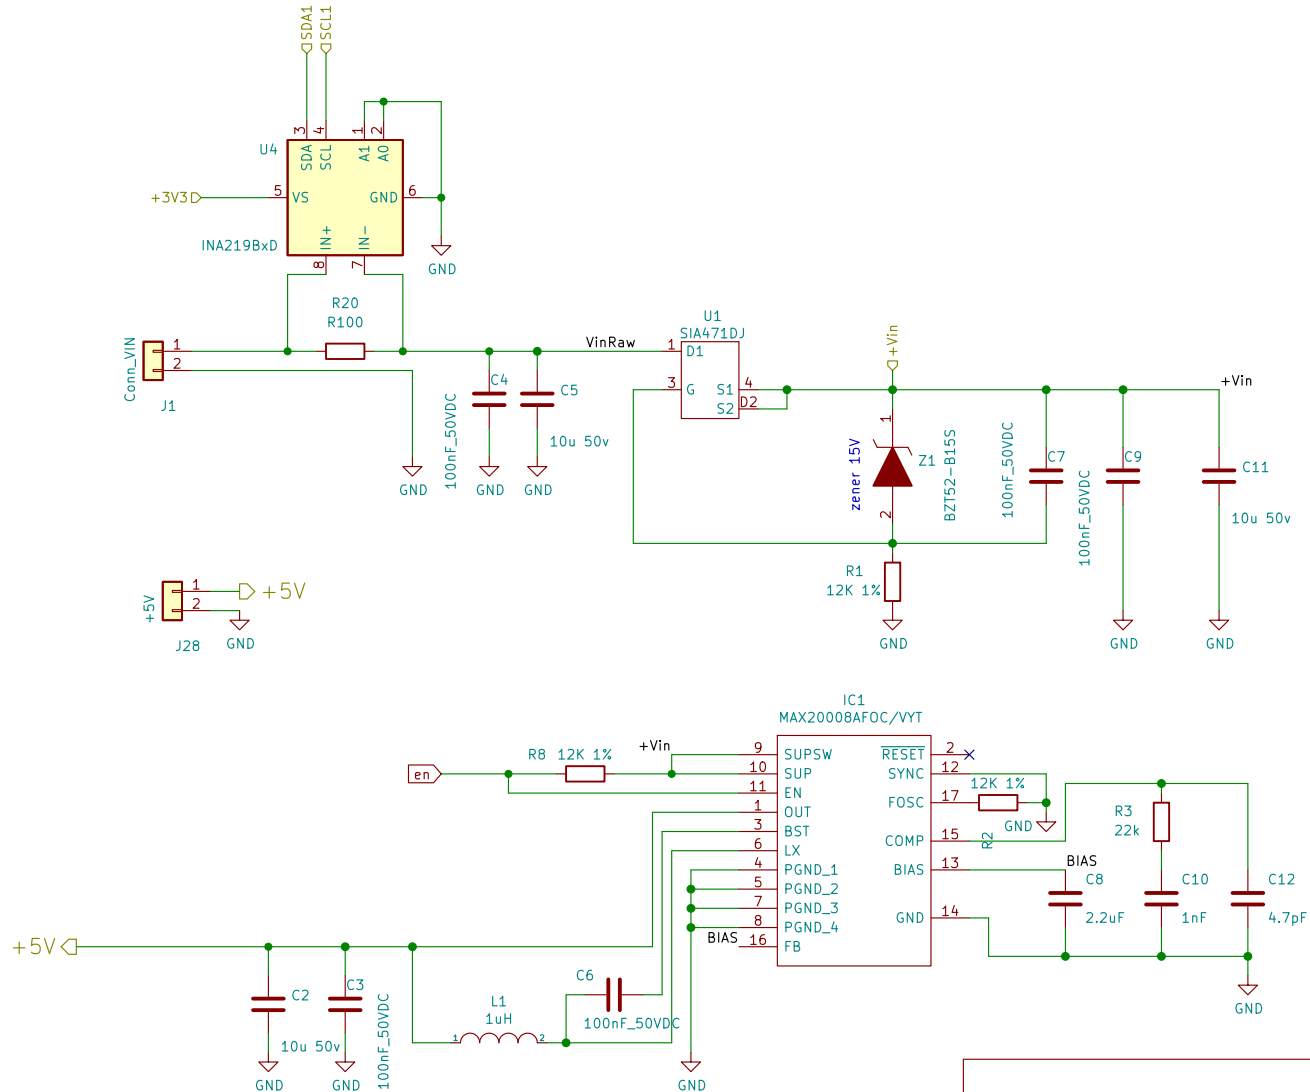 SDA1
SCL1
3
4
1
2
U4
SDA
SCL
A1
A0
+3V3
5
VS
GND
6
INA219BxD
IN+
IN-
8
7
GND
R20
R100
Conn_VIN
1
2
J1
GND
C4
100nF_50VDC
GND
C5
10u 50v
GND
VinRaw
U1
SIA471DJ
1
D1
3
G
S1
4
S2
D2
+Vin
+Vin
1
zener 15V
Z1
BZT52-B15S
2
C7
100nF_50VDC
C9
100nF_50VDC
C11
10u 50v
R1
12K 1%
GND
GND
GND
+5V
1
2
+5V
J28
GND
IC1
MAX20008AFOC/VYT
+Vin
R8 12K 1%
en
9
SUPSW
10
SUP
11
EN
1
OUT
3
BST
6
LX
4
PGND_1
5
PGND_2
7
PGND_3
8
PGND_4
BIAS
16
FB
RESET
2
SYNC
12
FOSC
17
COMP
15
BIAS
13
GND
14
12K 1%
R2
GND
BIAS
R3
22k
C8
2.2uF
C10
1nF
C12
4.7pF
GND
+5V
C2
10u 50v
GND
C3
100nF_50VDC
GND
L1
1uH
1
2
C6
100nF_50VDC
GND